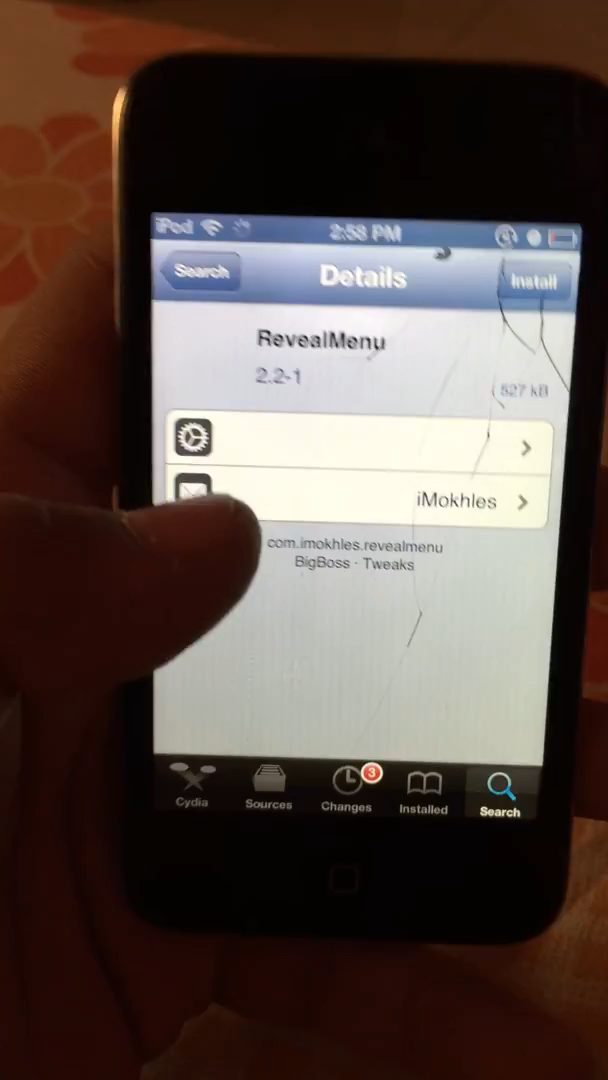 iPod 2:58 PM
Search Details Install
RevealMenu
2.2-1
527 kB
iMokhles
com.imokhles.revealmenu
BigBoss · Tweaks
3
Cydia Sources Changes Installed Search